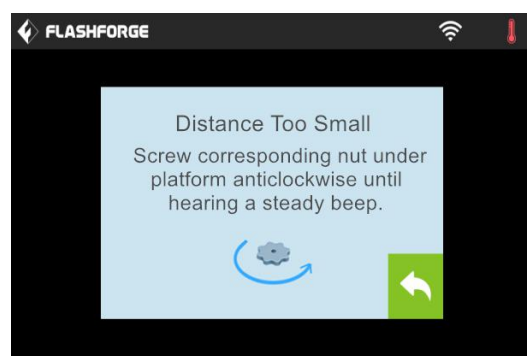 FLASHFORGE
Distance Too Small
Screw corresponding nut under
platform anticlockwise until
hearing a steady beep.